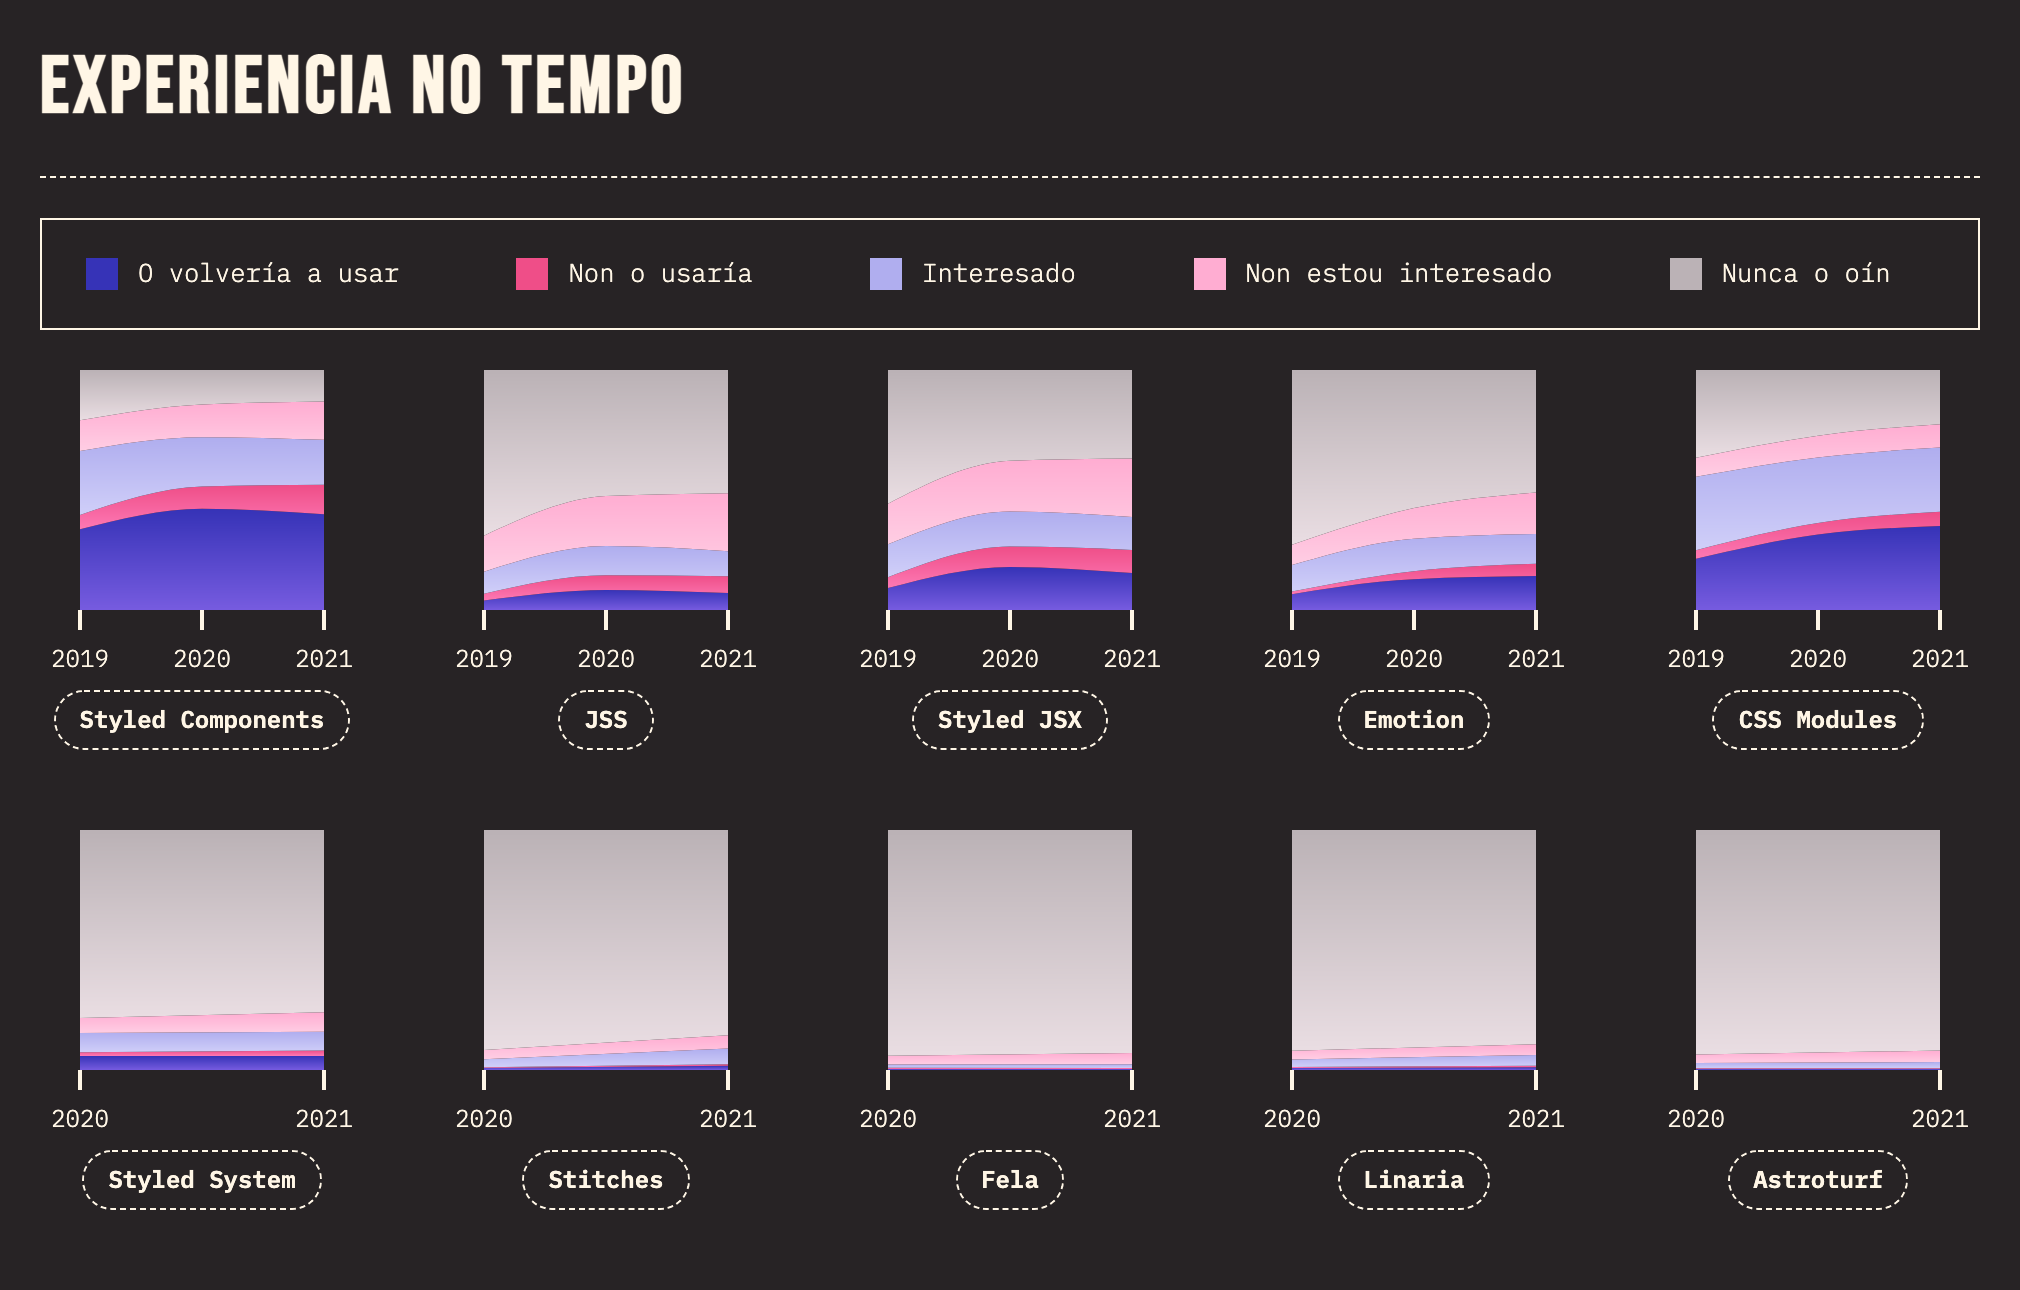 EXPERIENCIA NO TEMPO
O volvería a usar Non o usaría Interesado Non estou interesado Nunca o oín
2019 2020 2021 2019 2020 2021 2019 2020 2021 2019 2020 2021 2019 2020 2021
Styled Components JSS Styled JSX Emotion CSS Modules
2020 2021 2020 2021 2020 2021 2020 2021 2020 2021
Styled System Stitches Fela Linaria Astroturf